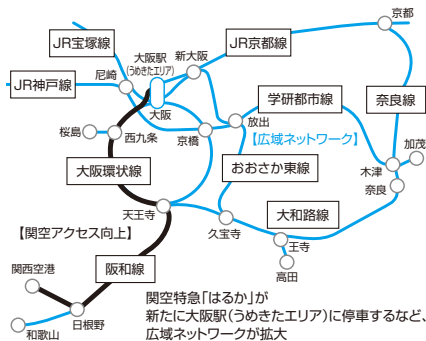 京都
JR宝塚線
大阪駅
(うめきたエリア)
新大阪
JR京都線
尼崎
JR神戸線
大阪
学研都市線
奈良線
放出
桜島
西九条
京橋
【広域ネットワーク】
加茂
木津
大阪環状線
おおさか東線
奈良
天王寺
大和路線
久宝寺
王寺
【関空アクセス向上】
阪和線
高田
関西空港
日根野
和歌山
関空特急「はるか」が
新たに大阪駅(うめきたエリア)に停車するなど、
広域ネットワークが拡大